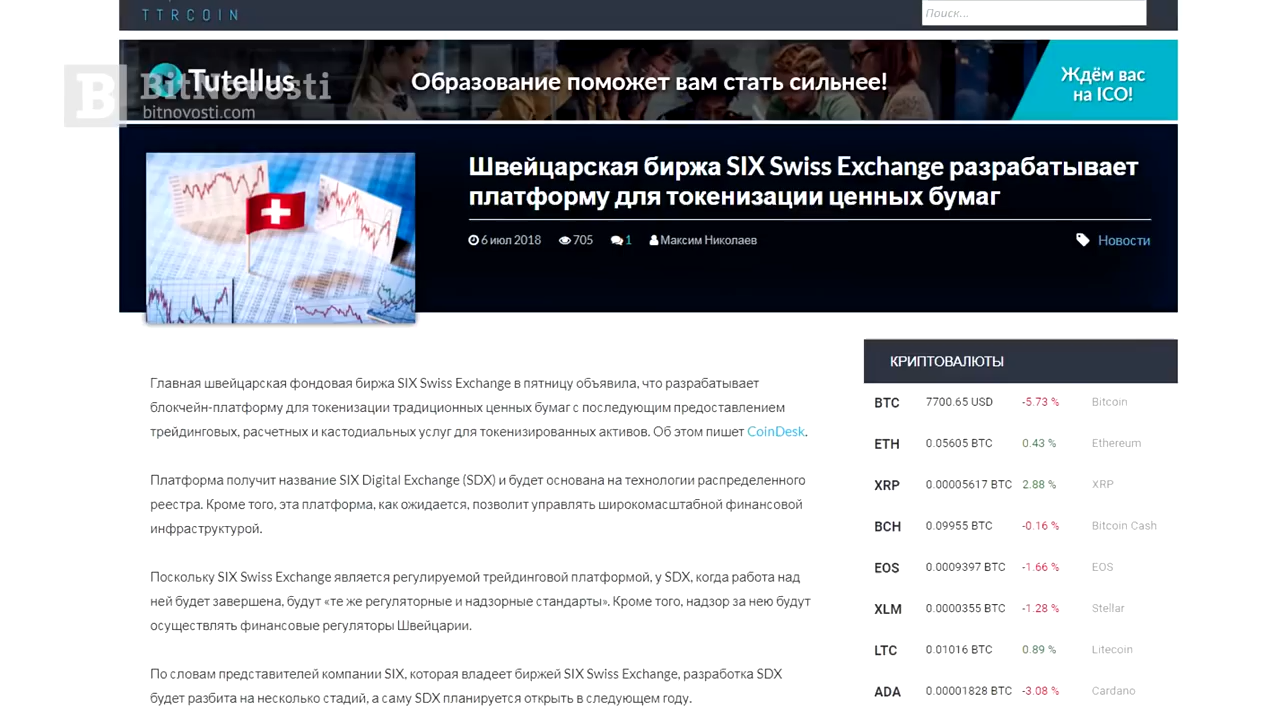 TTRCOIN
Поиск...
Tutellus
BitNovosti
bitnovosti.com
Образование поможет вам стать сильнее!
Ждём вас
на ICO!
Швейцарская биржа SIX Swiss Exchange разрабатывает
платформу для токенизации ценных бумаг
6 июл 2018 705 1 Максим Николаев Новости
Главная швейцарская фондовая биржа SIX Swiss Exchange в пятницу объявила, что разрабатывает
блокчейн-платформу для токенизации традиционных ценных бумаг с последующим предоставлением
трейдинговых, расчетных и кастодиальных услуг для токенизированных активов. Об этом пишет CoinDesk.
Платформа получит название SIX Digital Exchange (SDX) и будет основана на технологии распределенного
реестра. Кроме того, эта платформа, как ожидается, позволит управлять широкомасштабной финансовой
инфраструктурой.
Поскольку SIX Swiss Exchange является регулируемой трейдинговой платформой, у SDX, когда работа над
ней будет завершена, будут «те же регуляторные и надзорные стандарты». Кроме того, надзор за нею будут
осуществлять финансовые регуляторы Швейцарии.
По словам представителей компании SIX, которая владеет биржей SIX Swiss Exchange, разработка SDX
будет разбита на несколько стадий, а саму SDX планируется открыть в следующем году.
КРИПТОВАЛЮТЫ
BTC 7700.65 USD -5.73 % Bitcoin
ETH 0.05605 BTC 0.43 % Ethereum
XRP 0.00005617 BTC 2.88 % XRP
BCH 0.09955 BTC -0.16 % Bitcoin Cash
EOS 0.0009397 BTC -1.66 % EOS
XLM 0.0000355 BTC -1.28 % Stellar
LTC 0.01016 BTC 0.89 % Litecoin
ADA 0.00001828 BTC -3.08 % Cardano